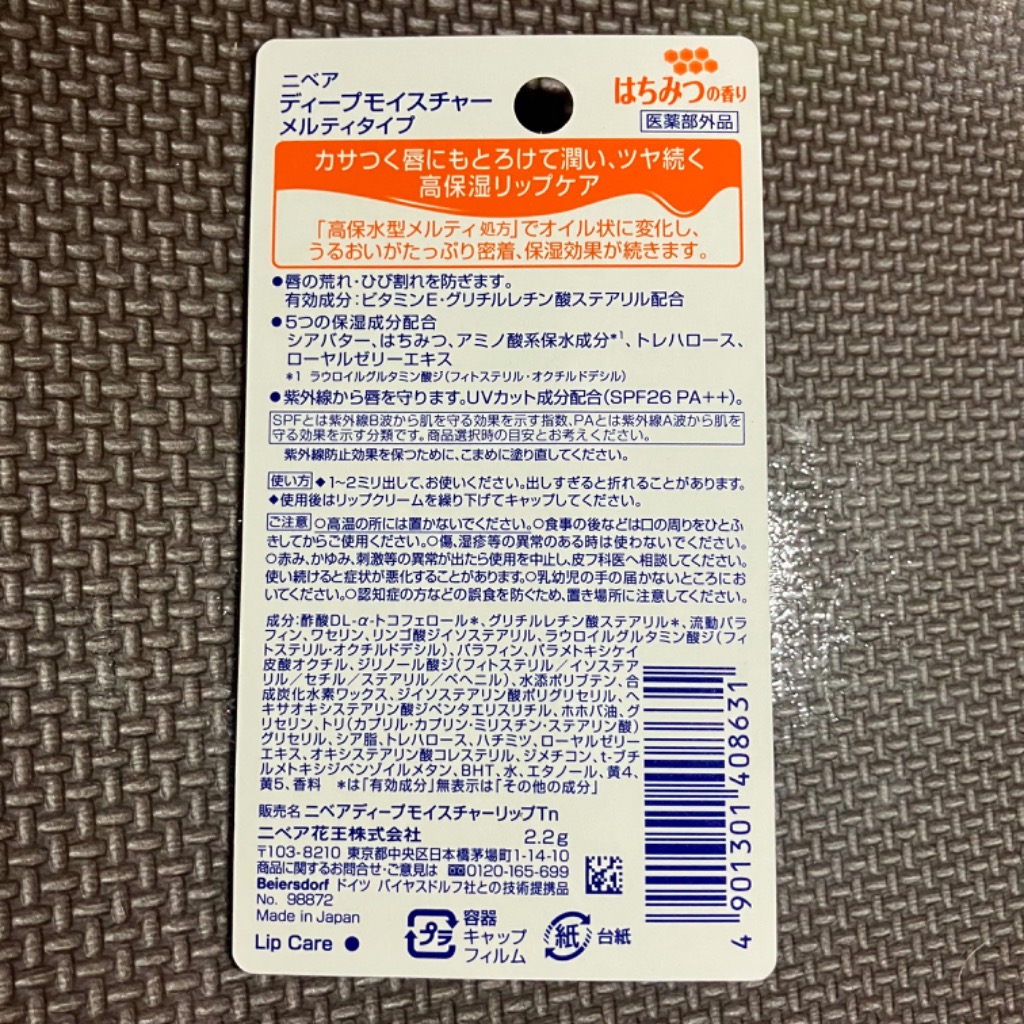 ニベア
ディープモイスチャー
メルティタイプ
はちみつの香り
医薬部外品
カサつく唇にもとろけて潤い、ツヤ続く
高保湿リップケア
「高保水型メルティ処方」でオイル状に変化し、
うるおいがたっぷり密着、保湿効果が続きます。
●唇の荒れ・ひび割れを防ぎます。
有効成分：ビタミンE・グリチルレチン酸ステアリル配合
●5つの保湿成分配合
シアバター、はちみつ、アミノ酸系保水成分*1、トレハロース、
ローヤルゼリーエキス
*1 ラウロイルグルタミン酸ジ（フィトステリル・オクチルドデシル）
●紫外線から唇を守ります。UVカット成分配合（SPF26 PA++）。
SPFとは紫外線B波から肌を守る効果を示す指数、PAとは紫外線A波から肌を
守る効果を示す分類です。商品選択時の目安とお考えください。
紫外線防止効果を保つために、こまめに塗り直してください。
使い方 ◆1〜2ミリ出して、お使いください。出しすぎると折れることがあります。
◆使用後はリップクリームを繰り下げてキャップしてください。
ご注意 ○高温の所には置かないでください。○食事の後などは口の周りをひとふ
きしてからご使用ください。○傷、湿疹等の異常のある時は使わないでください。
○赤み、かゆみ、刺激等の異常が出たら使用を中止し、皮フ科医へ相談してください。
使い続けると症状が悪化することがあります。○乳幼児の手の届かないところにお
いてください。○認知症の方などの誤食を防ぐため、置き場所に注意してください。
成分：酢酸DL-α-トコフェロール＊、グリチルレチン酸ステアリル＊、流動パラ
フィン、ワセリン、リンゴ酸ジイソステアリル、ラウロイルグルタミン酸ジ（フィ
トステリル・オクチルドデシル）、パラフィン、パラメトキシケイ
皮酸オクチル、ジリノール酸ジ（フィトステリル／イソステア
リル／セチル／ステアリル／ベヘニル）、水添ポリブテン、合
成炭化水素ワックス、ジイソステアリン酸ポリグリセリル、ヘ
キサオキシステアリン酸ジペンタエリスリチル、ホホバ油、グ
リセリン、トリ（カプリル・カプリン・ミリスチン・ステアリン酸）
グリセリル、シア脂、トレハロース、ハチミツ、ローヤルゼリー
エキス、オキシステアリン酸コレステリル、ジメチコン、t-ブチ
ルメトキシジベンゾイルメタン、BHT、水、エタノール、黄4、
黄5、香料 ＊は「有効成分」無表示は「その他の成分」
販売名 ニベアディープモイスチャーリップTn
ニベア花王株式会社 2.2g
〒103-8210 東京都中央区日本橋茅場町1-14-10
商品に関するお問合せ・ご意見は 0120-165-699
Beiersdorf ドイツ バイヤスドルフ社との技術提携品
No. 98872
Made in Japan
Lip Care ●
プラ
容器
キャップ
フィルム
紙
台紙
4 901301 408631